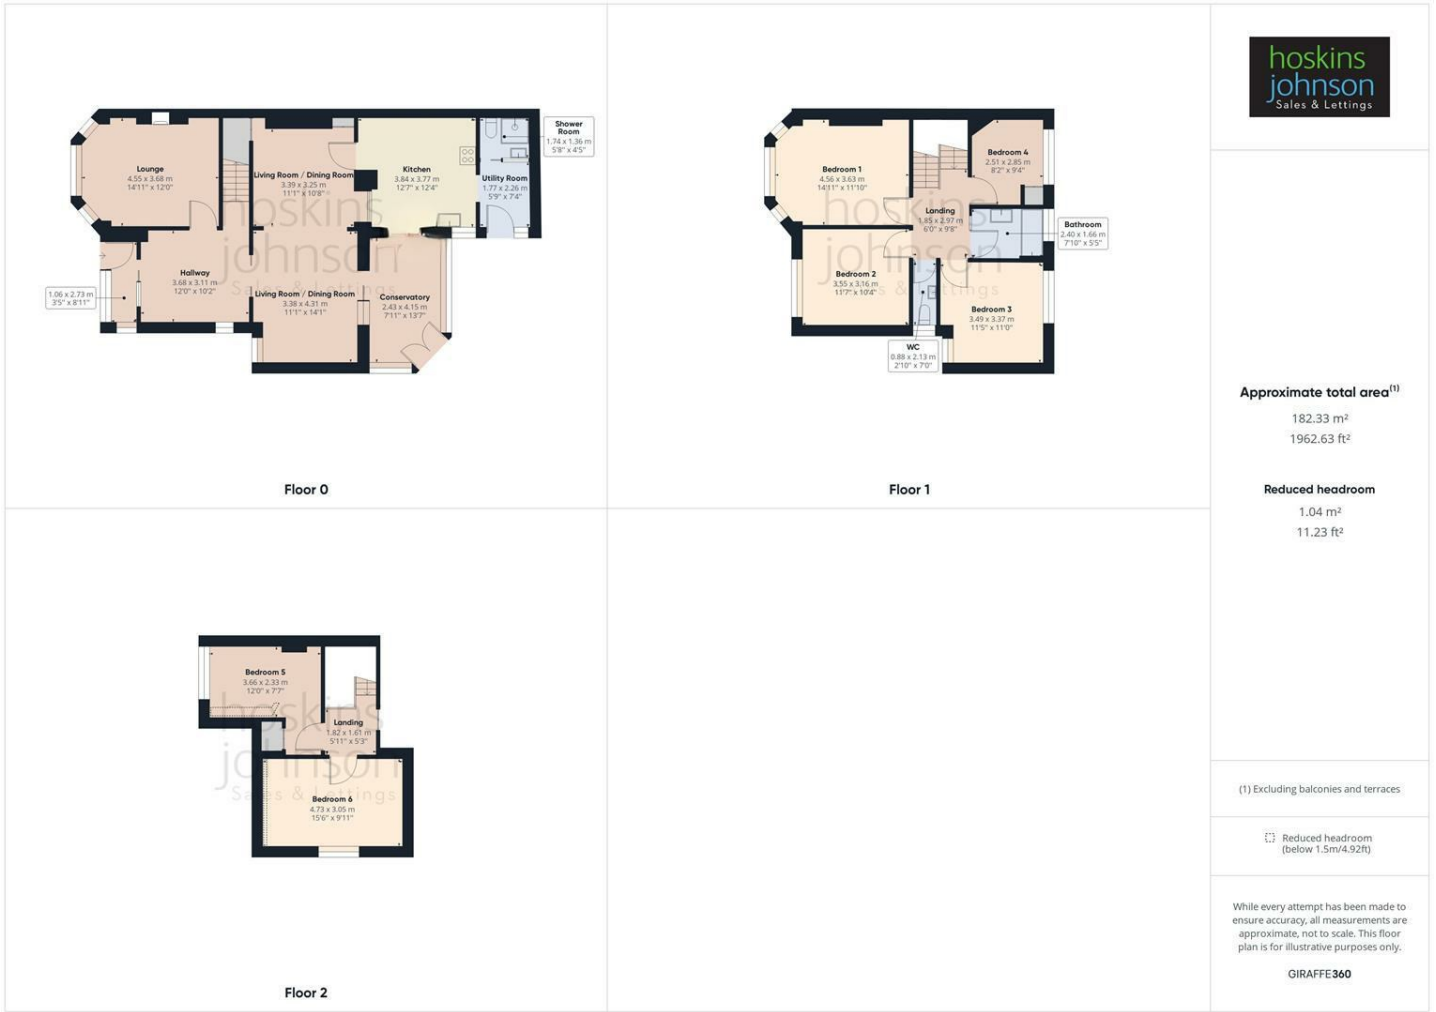 hoskins
johnson
Sales & Lettings
Shower
Room
1.74 x 1.36 m
5'8" x 4'5"
Lounge
4.55 x 3.68 m
14'11" x 12'0"
Living Room / Dining Room
3.39 x 3.25 m
11'1" x 10'8"
Kitchen
3.84 x 3.77 m
12'7" x 12'4"
Utility Room
1.77 x 2.26 m
5'9" x 7'4"
Hallway
3.68 x 3.11 m
12'0" x 10'2"
1.06 x 2.73 m
3'5" x 8'11"
Living Room / Dining Room
3.38 x 4.31 m
11'1" x 14'1"
Conservatory
2.43 x 4.15 m
7'11" x 13'7"
hoskins
johnson
Sales & Lettings
Floor 0
Bedroom 1
4.56 x 3.63 m
14'11" x 11'10"
Bedroom 4
2.51 x 2.85 m
8'2" x 9'4"
Landing
1.85 x 2.97 m
6'0" x 9'8"
Bathroom
2.40 x 1.66 m
7'10" x 5'5"
Bedroom 2
3.55 x 3.16 m
11'7" x 10'4"
Bedroom 3
3.49 x 3.37 m
11'5" x 11'0"
WC
0.88 x 2.13 m
2'10" x 7'0"
hoskins
johnson
Sales & Lettings
Floor 1
Bedroom 5
3.66 x 2.33 m
12'0" x 7'7"
Landing
1.82 x 1.61 m
5'11" x 5'3"
Bedroom 6
4.73 x 3.05 m
15'6" x 9'11"
hoskins
johnson
Sales & Lettings
Floor 2
Approximate total area(1)
182.33 m²
1962.63 ft²
Reduced headroom
1.04 m²
11.23 ft²
(1) Excluding balconies and terraces
Reduced headroom
(below 1.5m/4.92ft)
While every attempt has been made to
ensure accuracy, all measurements are
approximate, not to scale. This floor
plan is for illustrative purposes only.
GIRAFFE360